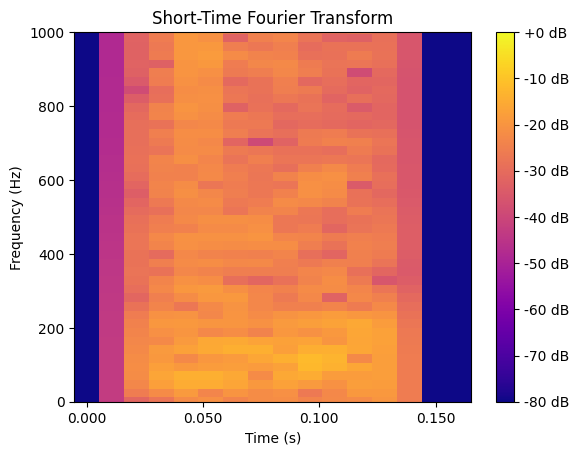 Short-Time Fourier Transform
Frequency (Hz)
1000
800
600
400
200
0
0.000
0.050
0.100
0.150
Time (s)
+0 dB
-10 dB
-20 dB
-30 dB
-40 dB
-50 dB
-60 dB
-70 dB
-80 dB